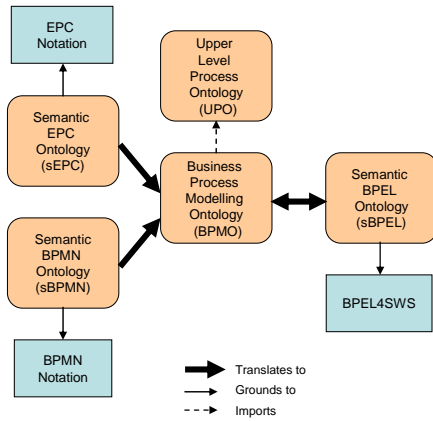 EPC
Notation
Upper
Level
Process
Ontology
(UPO)
Semantic
EPC
Ontology
(sEPC)
Business
Process
Modelling
Ontology
(BPMO)
Semantic
BPEL
Ontology
(sBPEL)
Semantic
BPMN
Ontology
(sBPMN)
BPEL4SWS
BPMN
Notation
Translates to
Grounds to
Imports